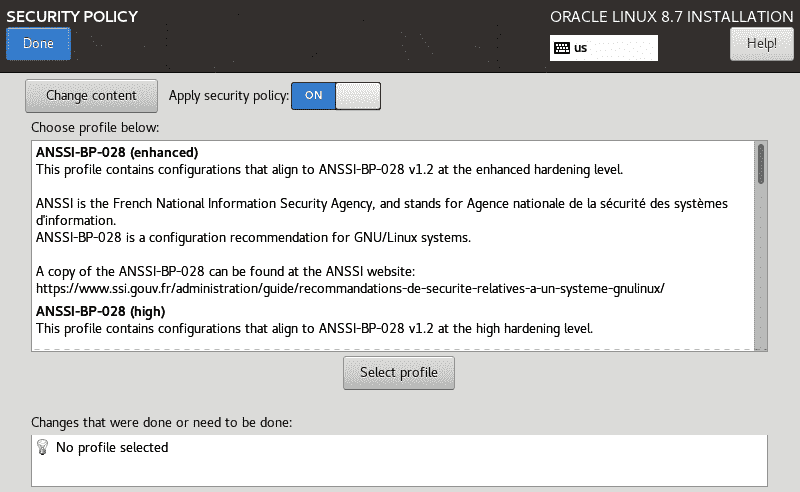 SECURITY POLICY
ORACLE LINUX 8.7 INSTALLATION
Done
us
Help!
Change content
Apply security policy:
ON
Choose profile below:
ANSSI-BP-028 (enhanced)
This profile contains configurations that align to ANSSI-BP-028 v1.2 at the enhanced hardening level.
ANSSI is the French National Information Security Agency, and stands for Agence nationale de la sécurité des systèmes
d'information.
ANSSI-BP-028 is a configuration recommendation for GNU/Linux systems.
A copy of the ANSSI-BP-028 can be found at the ANSSI website:
https://www.ssi.gouv.fr/administration/guide/recommandations-de-securite-relatives-a-un-systeme-gnulinux/
ANSSI-BP-028 (high)
This profile contains configurations that align to ANSSI-BP-028 v1.2 at the high hardening level.
Select profile
Changes that were done or need to be done:
No profile selected